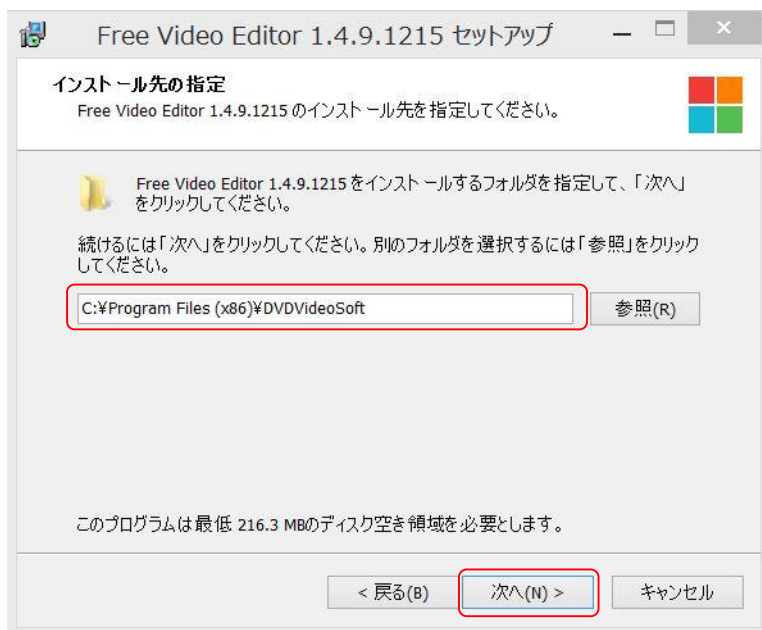 Free Video Editor 1.4.9.1215 セットアップ
インストール先の指定
Free Video Editor 1.4.9.1215 のインストール先を指定してください。
Free Video Editor 1.4.9.1215 をインストールするフォルダを指定して、「次へ」
をクリックしてください。
続けるには「次へ」をクリックしてください。別のフォルダを選択するには「参照」をクリック
してください。
C:¥Program Files (x86)¥DVDVideoSoft
参照(R)
このプログラムは最低 216.3 MBのディスク空き領域を必要とします。
< 戻る(B)
次へ(N) >
キャンセル